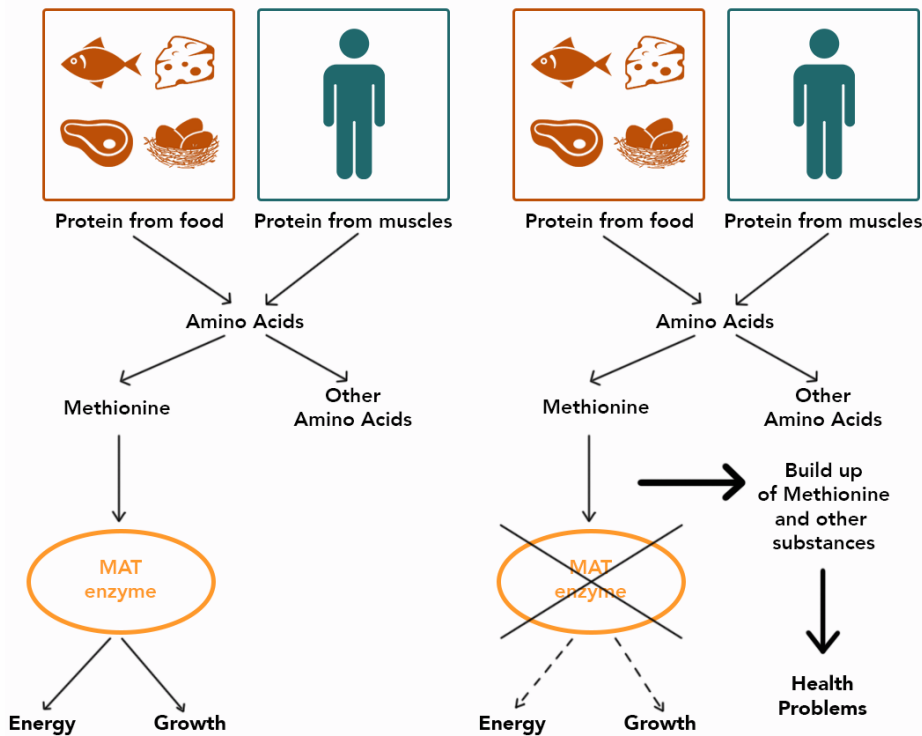 Protein from food
Protein from muscles
Amino Acids
Methionine
Other
Amino Acids
MAT
enzyme
Energy
Growth
Protein from food
Protein from muscles
Amino Acids
Methionine
Other
Amino Acids
Build up
of Methionine
and other
substances
MAT
enzyme
Health
Problems
Energy
Growth